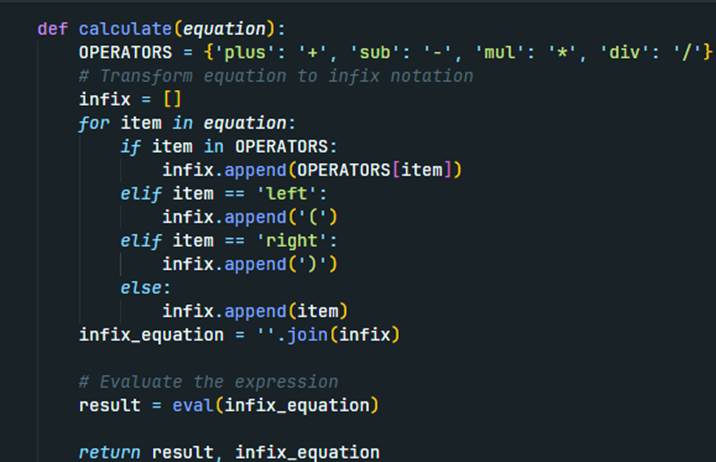 def calculate(equation):
    OPERATORS = {'plus': '+', 'sub': '-', 'mul': '*', 'div': '/'}
    # Transform equation to infix notation
    infix = []
    for item in equation:
        if item in OPERATORS:
            infix.append(OPERATORS[item])
        elif item == 'left':
            infix.append('(')
        elif item == 'right':
            infix.append(')')
        else:
            infix.append(item)
    infix_equation = ''.join(infix)

    # Evaluate the expression
    result = eval(infix_equation)

    return result, infix_equation